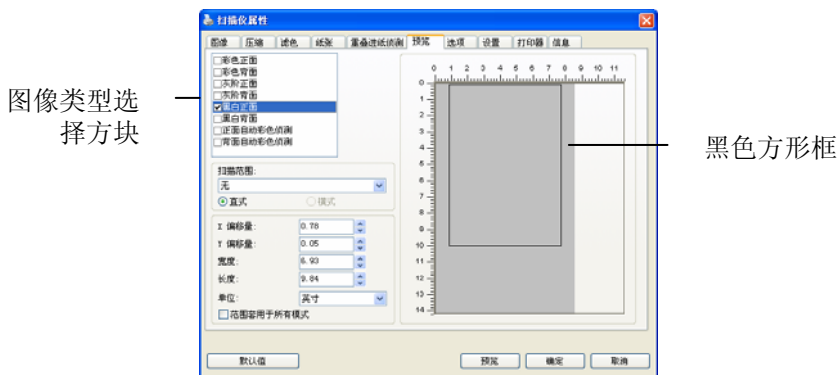 扫描仪属性
图像 压缩 滤色 纸张 重叠进纸侦测 预览 选项 设置 打印器 信息
彩色正面
彩色背面
灰阶正面
灰阶背面
黑白正面
黑白背面
正面自动彩色侦测
背面自动彩色侦测
图像类型选
择方块
扫描范围:
无
直式 横式
X 偏移量: 0.78
Y 偏移量: 0.05
宽度: 6.93
长度: 9.84
单位: 英寸
范围套用于所有模式
0 1 2 3 4 5 6 7 8 9 10 11
0
1
2
3
4
5
6
7
8
9
10
11
12
13
14
黑色方形框
默认值 预览 确定 取消